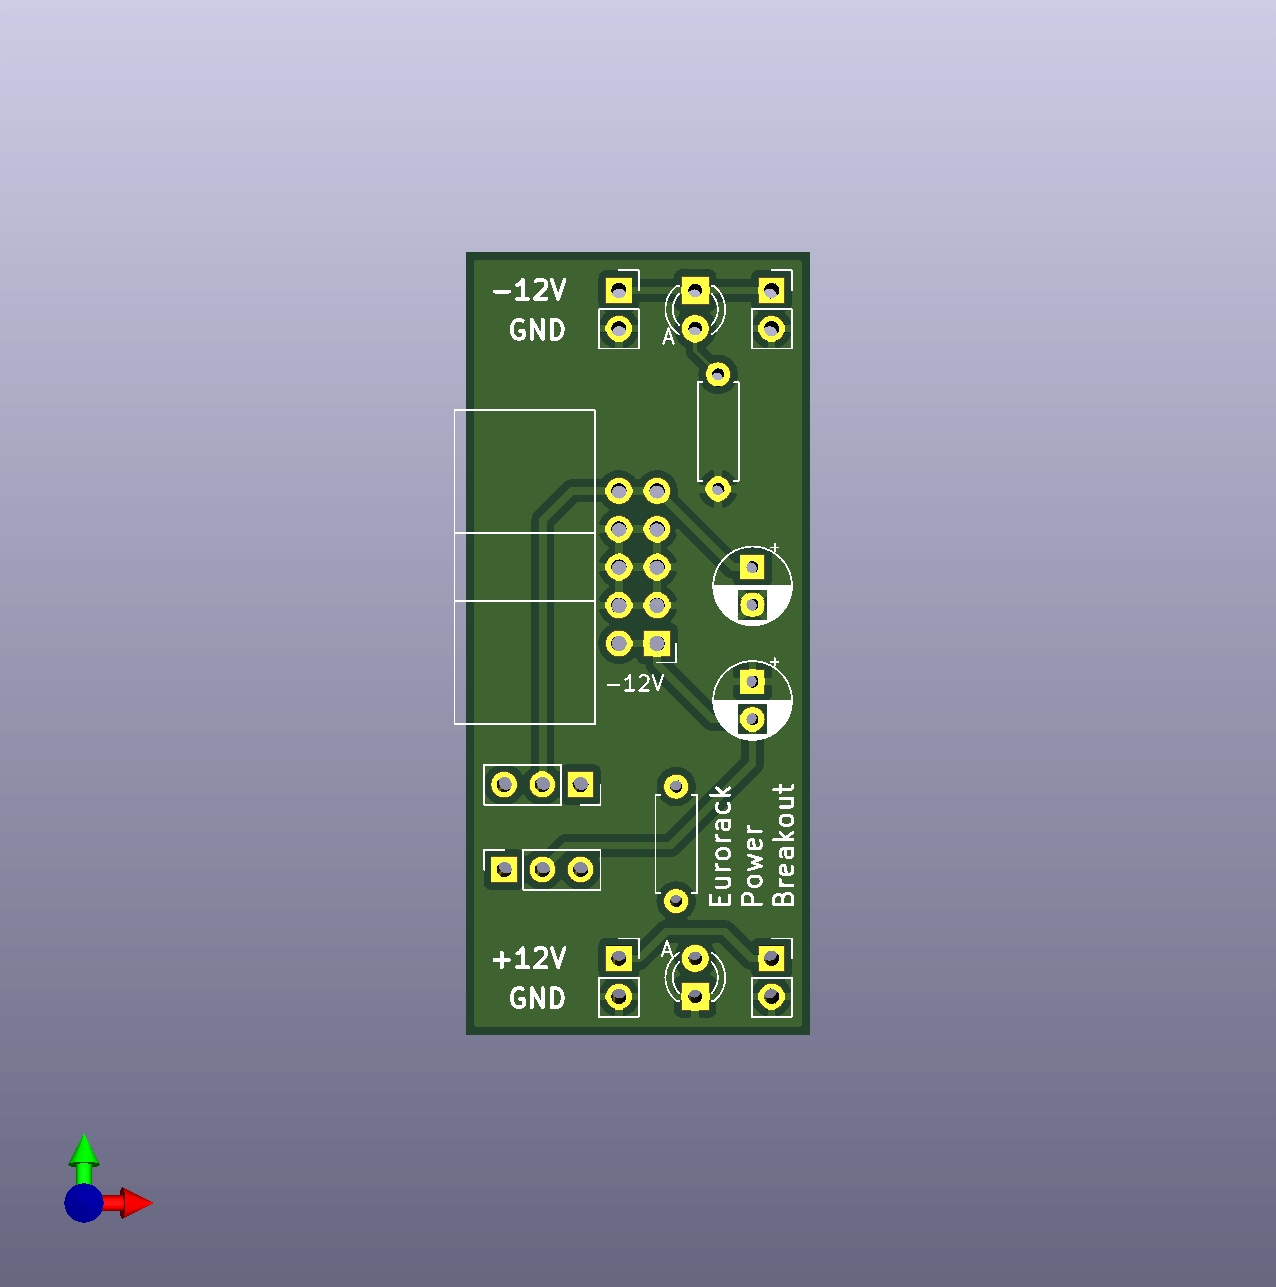 -12V
GND
A
+
+
-12V
Eurorack
Power
Breakout
+12V
A
GND